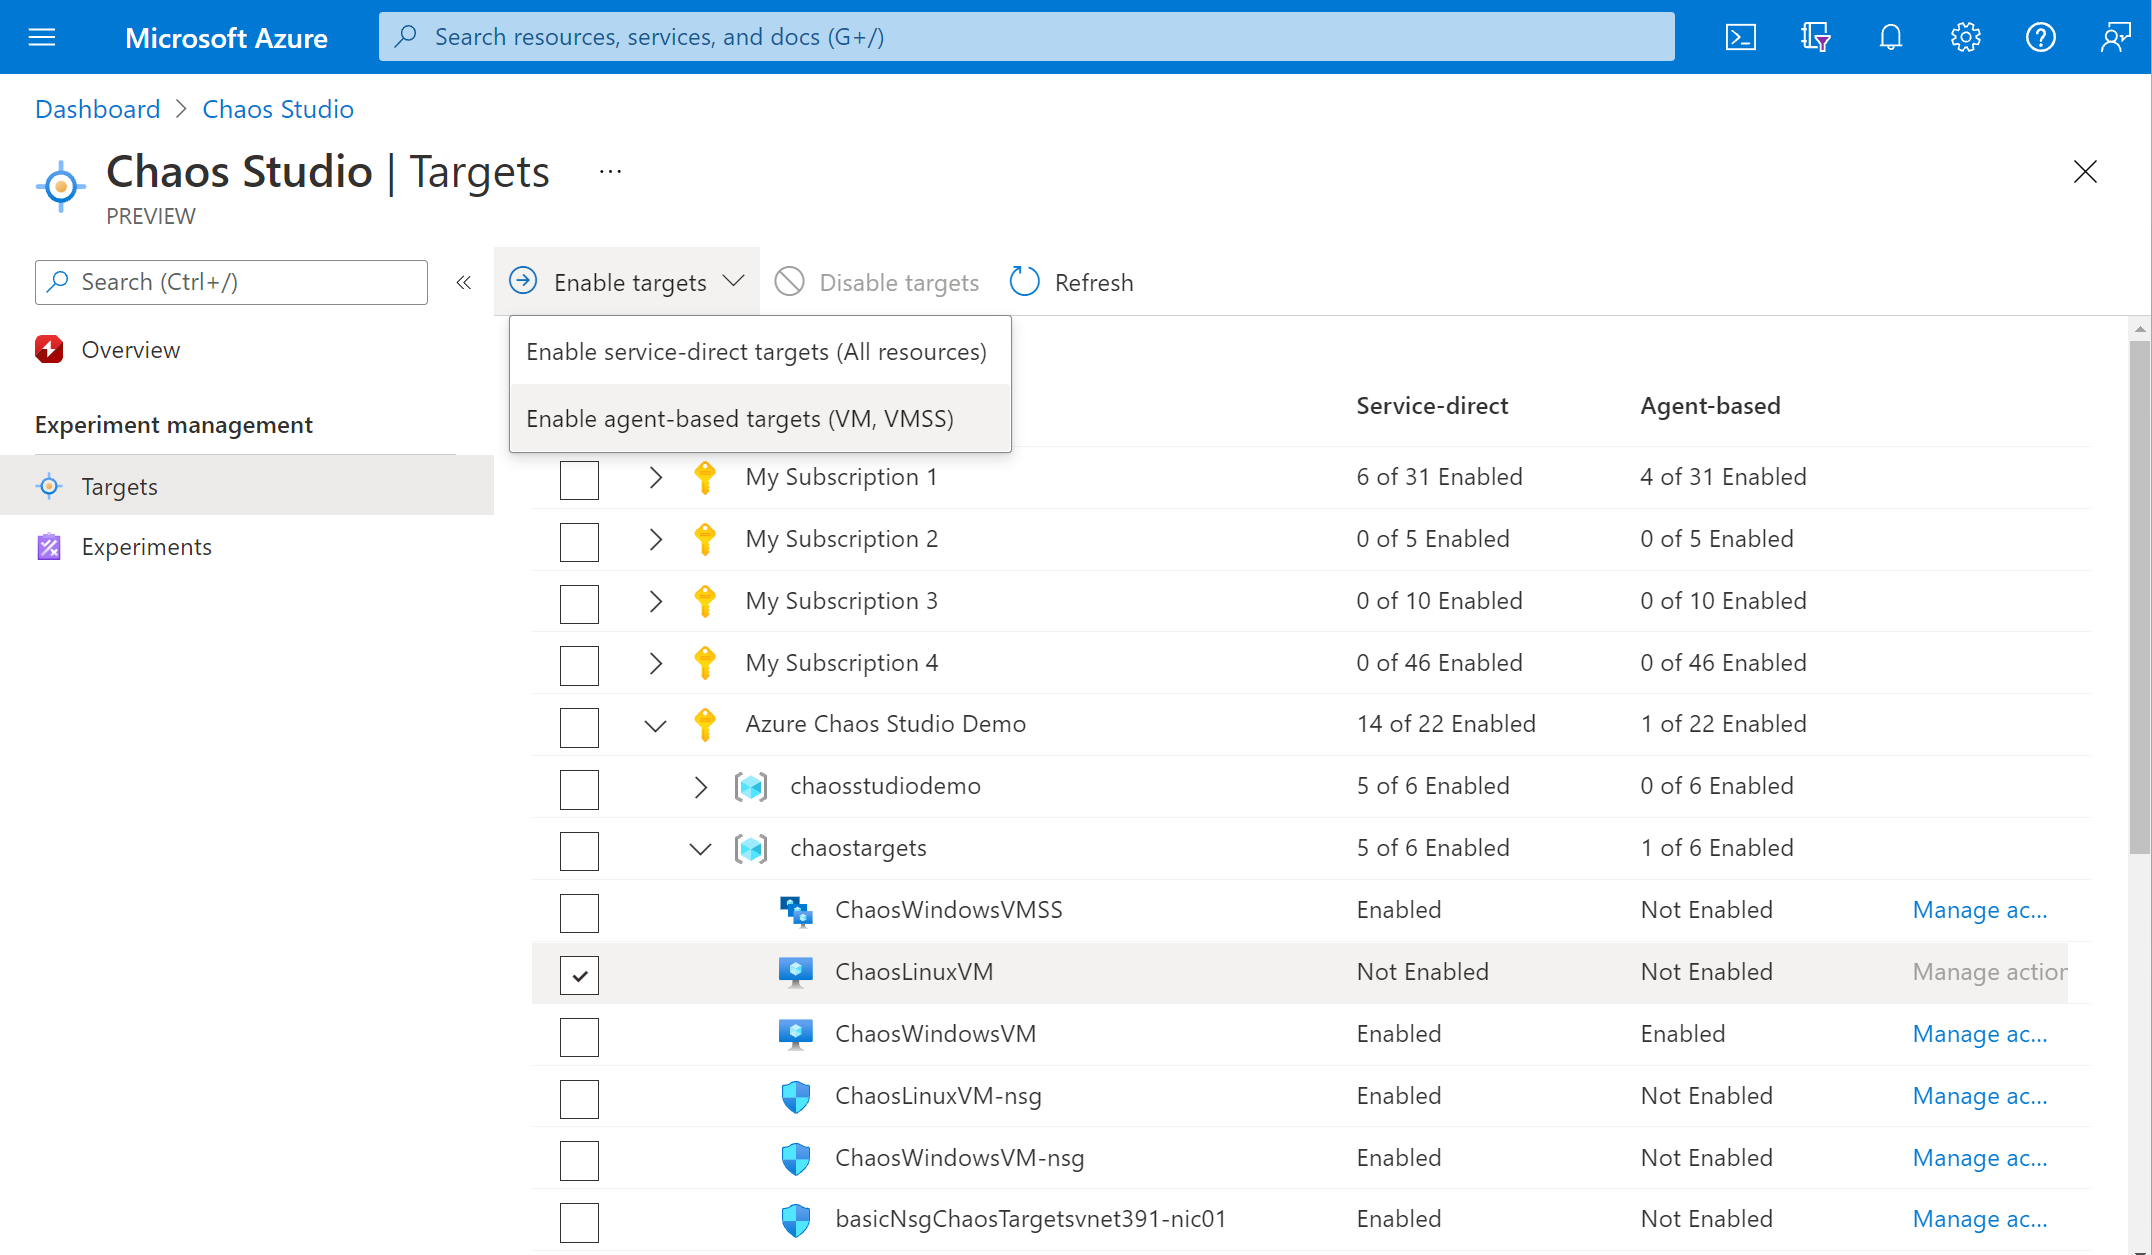 Microsoft Azure
Search resources, services, and docs (G+/)
Dashboard > Chaos Studio
Chaos Studio | Targets ...
PREVIEW
Search (Ctrl+/)
«
Enable targets
Disable targets
Refresh
Overview
Enable service-direct targets (All resources)
Enable agent-based targets (VM, VMSS)
Experiment management
Targets
Experiments
Service-direct Agent-based
My Subscription 1 6 of 31 Enabled 4 of 31 Enabled
My Subscription 2 0 of 5 Enabled 0 of 5 Enabled
My Subscription 3 0 of 10 Enabled 0 of 10 Enabled
My Subscription 4 0 of 46 Enabled 0 of 46 Enabled
Azure Chaos Studio Demo 14 of 22 Enabled 1 of 22 Enabled
chaosstudiodemo 5 of 6 Enabled 0 of 6 Enabled
chaostargets 5 of 6 Enabled 1 of 6 Enabled
ChaosWindowsVMSS Enabled Not Enabled Manage ac...
ChaosLinuxVM Not Enabled Not Enabled Manage action
ChaosWindowsVM Enabled Enabled Manage ac...
ChaosLinuxVM-nsg Enabled Not Enabled Manage ac...
ChaosWindowsVM-nsg Enabled Not Enabled Manage ac...
basicNsgChaosTargetsvnet391-nic01 Enabled Not Enabled Manage ac...